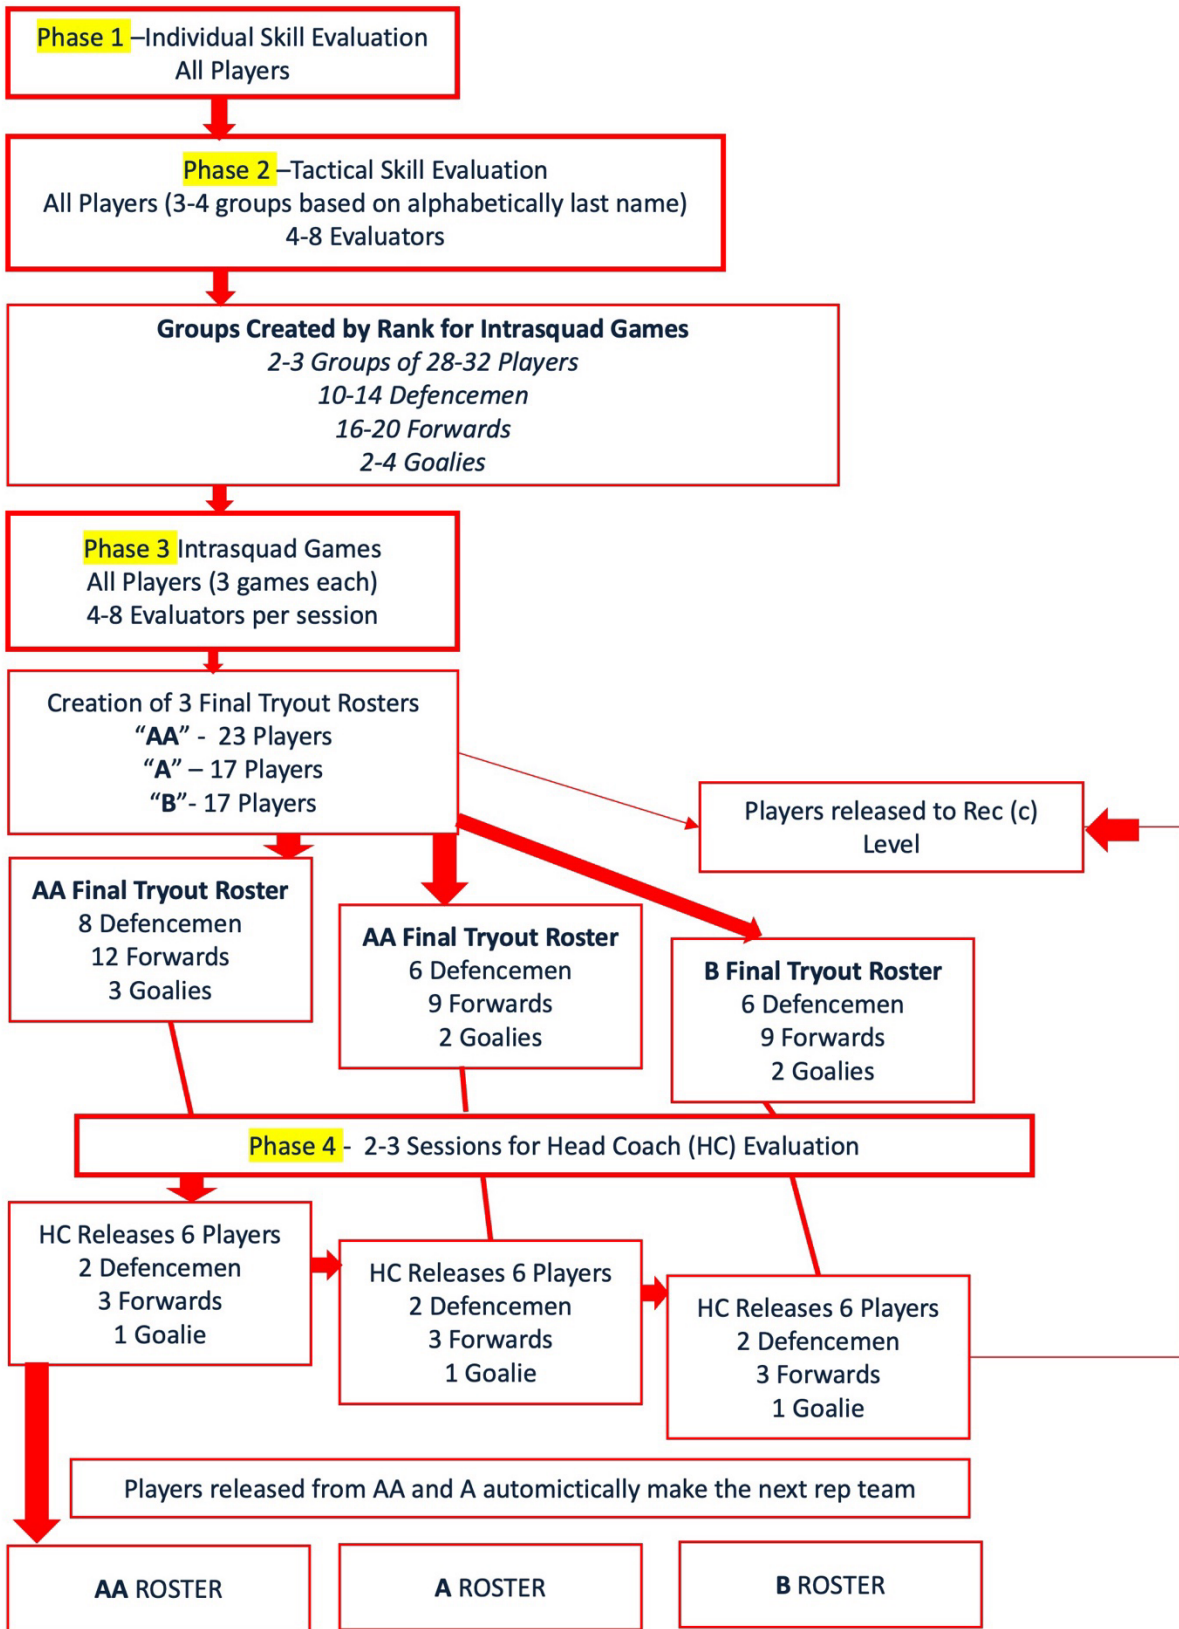 Phase 1 –Individual Skill Evaluation
All Players
Phase 2 –Tactical Skill Evaluation
All Players (3-4 groups based on alphabetically last name)
4-8 Evaluators
Groups Created by Rank for Intrasquad Games
2-3 Groups of 28-32 Players
10-14 Defencemen
16-20 Forwards
2-4 Goalies
Phase 3 Intrasquad Games
All Players (3 games each)
4-8 Evaluators per session
Creation of 3 Final Tryout Rosters
“AA” - 23 Players
“A” – 17 Players
“B”- 17 Players
Players released to Rec (c)
Level
AA Final Tryout Roster
8 Defencemen
12 Forwards
3 Goalies
AA Final Tryout Roster
6 Defencemen
9 Forwards
2 Goalies
B Final Tryout Roster
6 Defencemen
9 Forwards
2 Goalies
Phase 4 - 2-3 Sessions for Head Coach (HC) Evaluation
HC Releases 6 Players
2 Defencemen
3 Forwards
1 Goalie
HC Releases 6 Players
2 Defencemen
3 Forwards
1 Goalie
HC Releases 6 Players
2 Defencemen
3 Forwards
1 Goalie
Players released from AA and A automictically make the next rep team
AA ROSTER
A ROSTER
B ROSTER